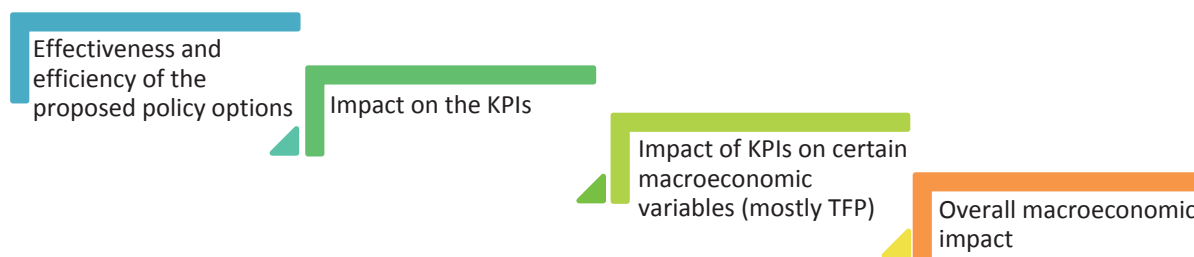 Effectiveness and
efficiency of the
proposed policy options
Impact on the KPIs
Impact of KPIs on certain
macroeconomic
variables (mostly TFP)
Overall macroeconomic
impact